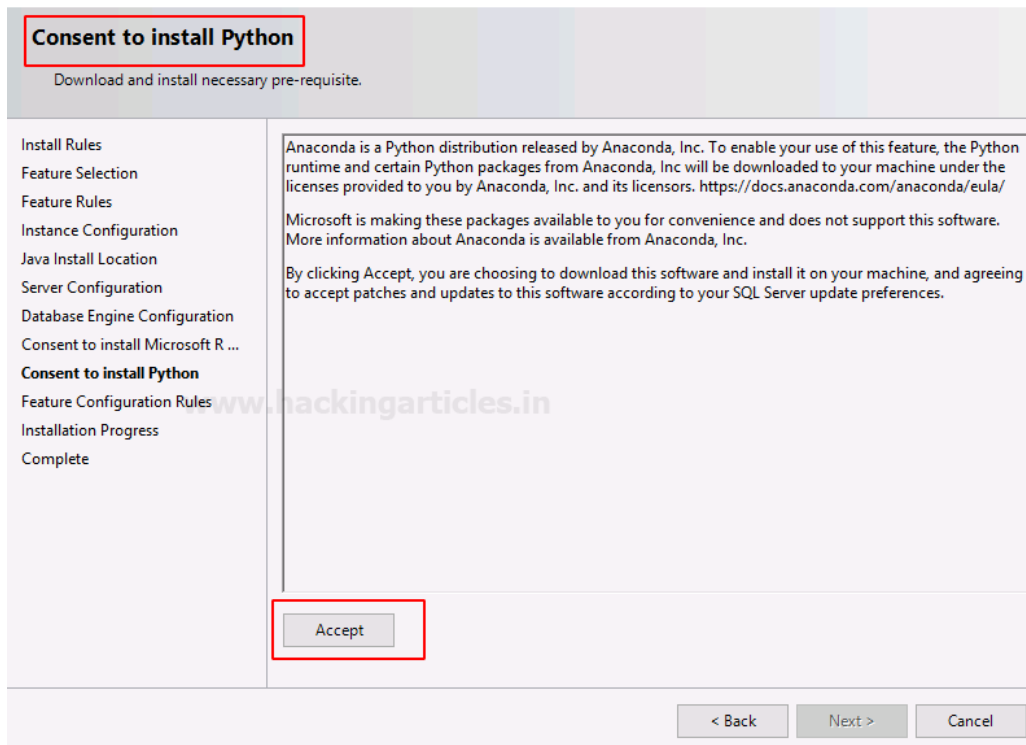 Consent to install Python
Download and install necessary pre-requisite.
Install Rules
Feature Selection
Feature Rules
Instance Configuration
Java Install Location
Server Configuration
Database Engine Configuration
Consent to install Microsoft R ...
Consent to install Python
Feature Configuration Rules
Installation Progress
Complete
Anaconda is a Python distribution released by Anaconda, Inc. To enable your use of this feature, the Python
runtime and certain Python packages from Anaconda, Inc will be downloaded to your machine under the
licenses provided to you by Anaconda, Inc. and its licensors. https://docs.anaconda.com/anaconda/eula/
Microsoft is making these packages available to you for convenience and does not support this software.
More information about Anaconda is available from Anaconda, Inc.
By clicking Accept, you are choosing to download this software and install it on your machine, and agreeing
to accept patches and updates to this software according to your SQL Server update preferences.
www.hackingarticles.in
Accept
< Back
Next >
Cancel